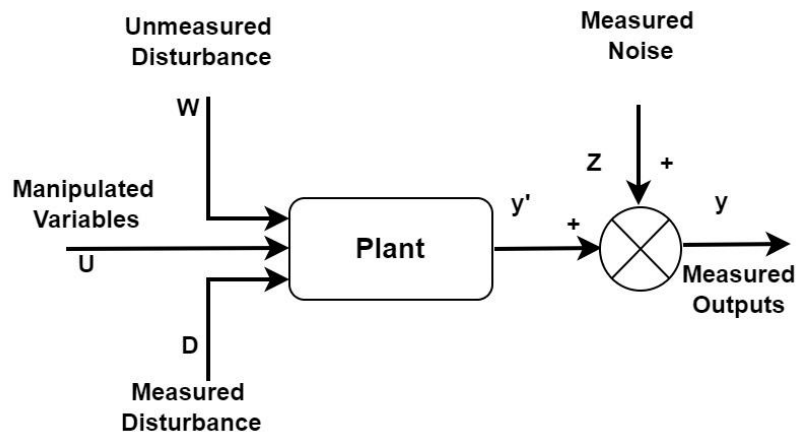 Unmeasured
Disturbance
W
Measured
Noise
Z
+
Manipulated
Variables
U
Plant
y'
+
y
Measured
Outputs
D
Measured
Disturbance